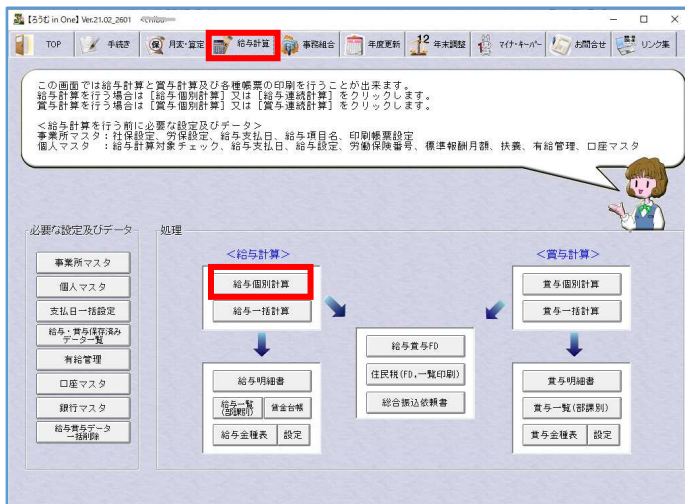 【ろうむ in One】 Ver.21.02_2601
TOP
手続き
月変・算定
給与計算
事務組合
年度更新
12
年末調整
マイナ・キーパー
お問合せ
リンク集
この画面では給与計算と賞与計算及び各種帳票の印刷を行うことが出来ます。
給与計算を行う場合は［給与個別計算］又は［給与連続計算］をクリックします。
賞与計算を行う場合は［賞与個別計算］又は［賞与連続計算］をクリックします。
＜給与計算を行う前に必要な設定及びデータ＞
事業所マスタ：社保設定、労保設定、給与支払日、給与項目名、印刷帳票設定
個人マスタ　：給与計算対象チェック、給与支払日、給与設定、労働保険番号、標準報酬月額、扶養、有給管理、口座マスタ
必要な設定及びデータ
事業所マスタ
個人マスタ
支払日一括設定
給与・賞与保存済み
データ一覧
有給管理
口座マスタ
銀行マスタ
給与賞与データ
一括削除
処理
＜給与計算＞
給与個別計算
給与一括計算
給与明細書
給与一覧
(部課別)
賃金台帳
給与金種表
設定
給与賞与FD
住民税(FD,一覧印刷)
総合振込依頼書
＜賞与計算＞
賞与個別計算
賞与一括計算
賞与明細書
賞与一覧(部課別)
賞与金種表
設定